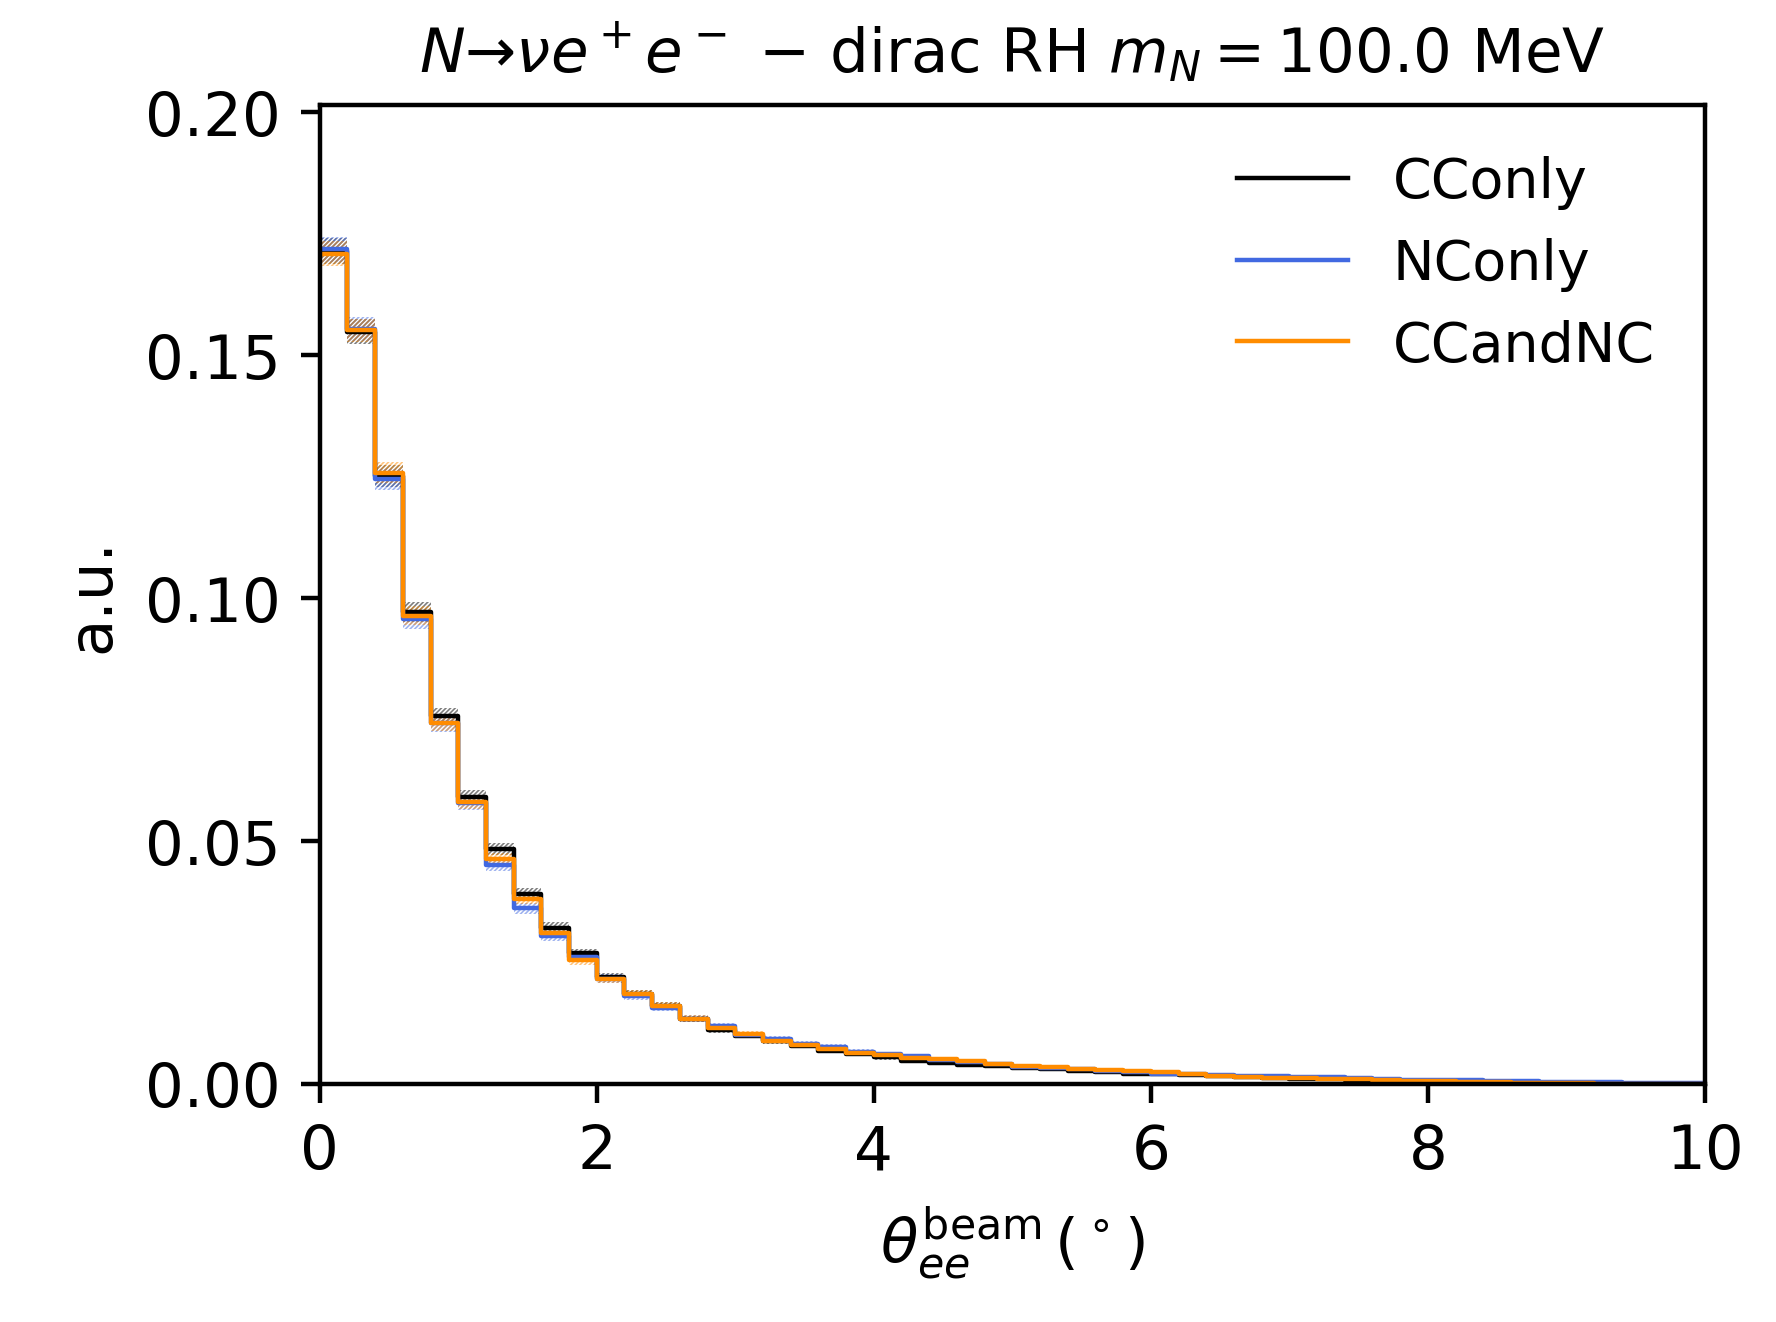 N→νe⁺e⁻ − dirac RH m_N = 100.0 MeV
0.20
0.15
0.10
0.05
0.00
a.u.
CConly
NConly
CCandNC
0 2 4 6 8 10
θ_ee^beam (°)